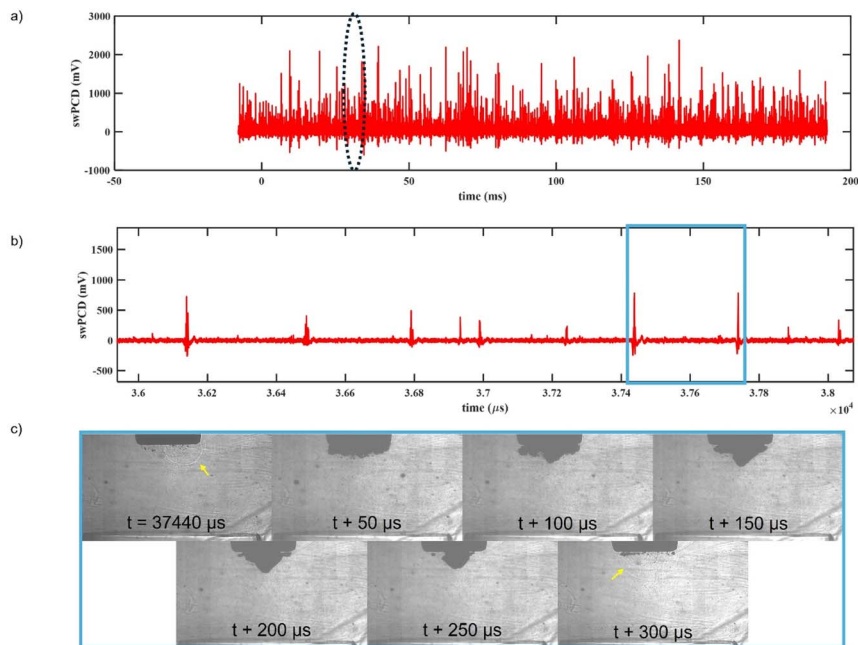 a)
3000
2000
1000
0
-1000
swPCD (mV)
-50
0
50
100
150
200
time (ms)
b)
1500
1000
500
0
-500
swPCD (mV)
3.6
3.62
3.64
3.66
3.68
3.7
3.72
3.74
3.76
3.78
3.8
time (µs)
×10⁴
c)
t = 37440 µs
t + 50 µs
t + 100 µs
t + 150 µs
t + 200 µs
t + 250 µs
t + 300 µs